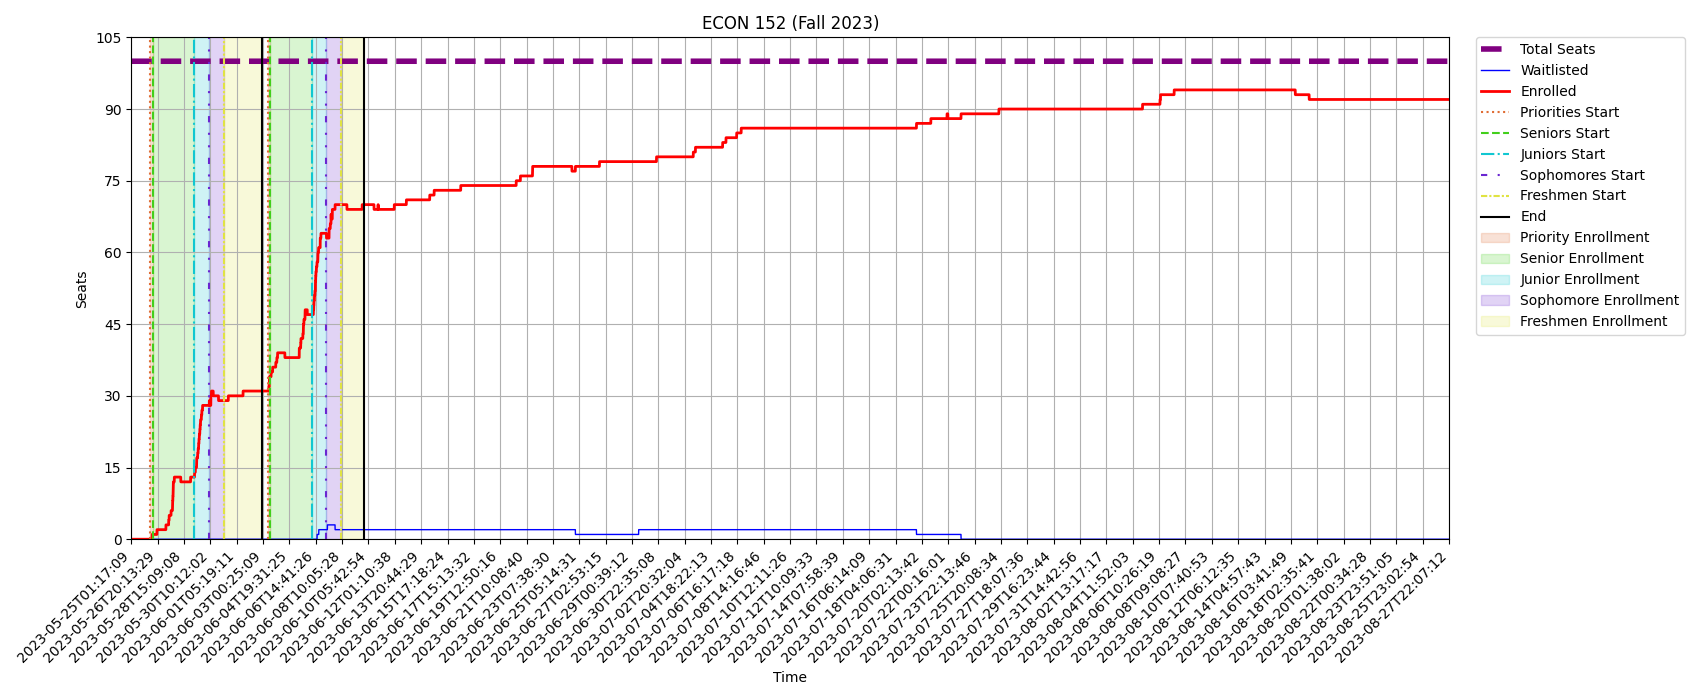 ECON 152 (Fall 2023)
105
90
75
60
45
30
15
0
Seats
2023-05-25T01:17:09
2023-05-26T20:13:29
2023-05-28T15:09:08
2023-05-30T10:12:02
2023-06-01T05:19:11
2023-06-03T00:25:09
2023-06-04T19:31:25
2023-06-06T14:41:26
2023-06-08T10:05:28
2023-06-10T05:42:54
2023-06-12T01:10:38
2023-06-13T20:44:29
2023-06-15T17:18:24
2023-06-17T15:13:32
2023-06-19T12:50:16
2023-06-21T10:08:40
2023-06-23T07:38:30
2023-06-25T05:14:31
2023-06-27T02:53:15
2023-06-29T00:39:12
2023-06-30T22:35:08
2023-07-02T20:32:04
2023-07-04T18:22:13
2023-07-06T16:17:18
2023-07-08T14:16:46
2023-07-10T12:11:26
2023-07-12T10:09:33
2023-07-14T07:58:39
2023-07-16T06:14:09
2023-07-18T04:06:31
2023-07-20T02:13:42
2023-07-22T00:16:01
2023-07-23T22:13:46
2023-07-25T20:08:34
2023-07-27T18:07:36
2023-07-29T16:23:44
2023-07-31T14:42:56
2023-08-02T13:17:17
2023-08-04T11:52:03
2023-08-06T10:26:19
2023-08-08T09:08:27
2023-08-10T07:40:53
2023-08-12T06:12:35
2023-08-14T04:57:43
2023-08-16T03:41:49
2023-08-18T02:35:41
2023-08-20T01:38:02
2023-08-22T00:34:28
2023-08-23T23:51:05
2023-08-25T23:02:54
2023-08-27T22:07:12
Time
Total Seats
Waitlisted
Enrolled
Priorities Start
Seniors Start
Juniors Start
Sophomores Start
Freshmen Start
End
Priority Enrollment
Senior Enrollment
Junior Enrollment
Sophomore Enrollment
Freshmen Enrollment